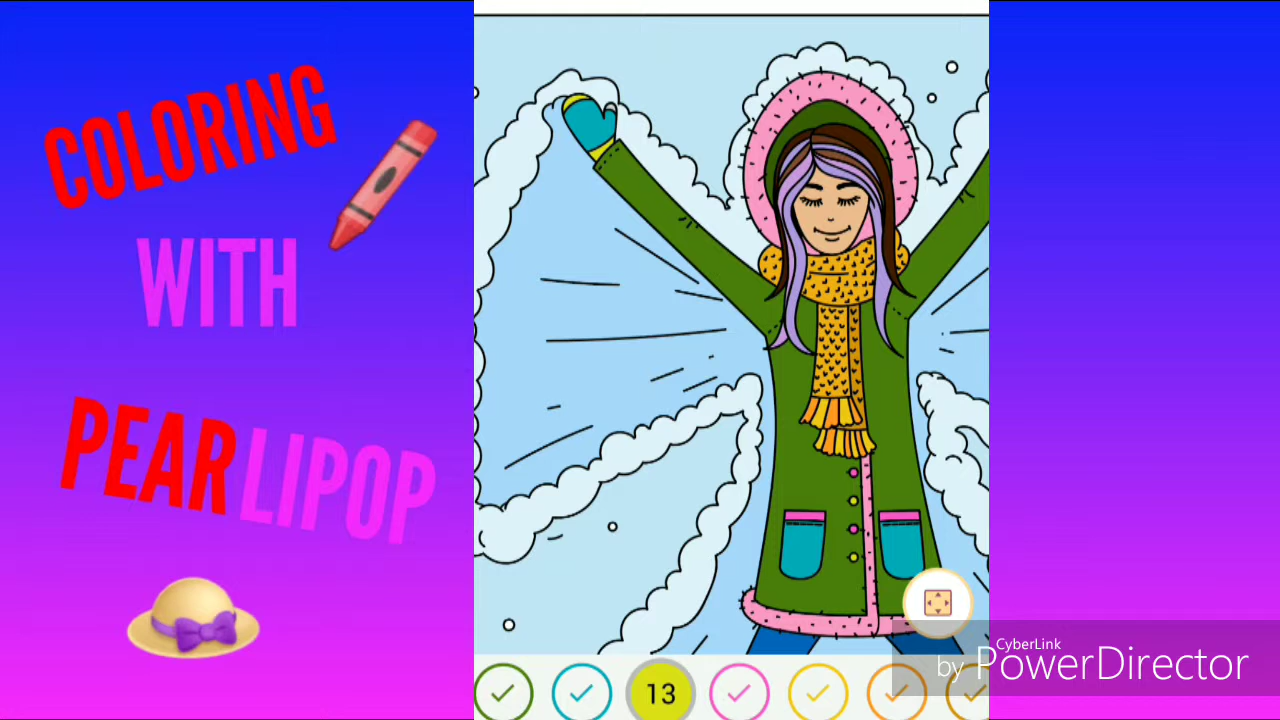 COLORING
WITH
PEARLIPOP
13
CyberLink
by PowerDirector